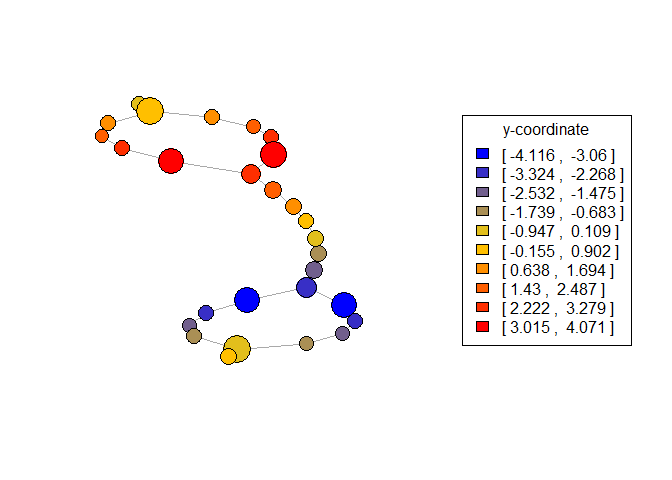 y-coordinate
[ -4.116 , -3.06 ]
[ -3.324 , -2.268 ]
[ -2.532 , -1.475 ]
[ -1.739 , -0.683 ]
[ -0.947 , 0.109 ]
[ -0.155 , 0.902 ]
[ 0.638 , 1.694 ]
[ 1.43 , 2.487 ]
[ 2.222 , 3.279 ]
[ 3.015 , 4.071 ]